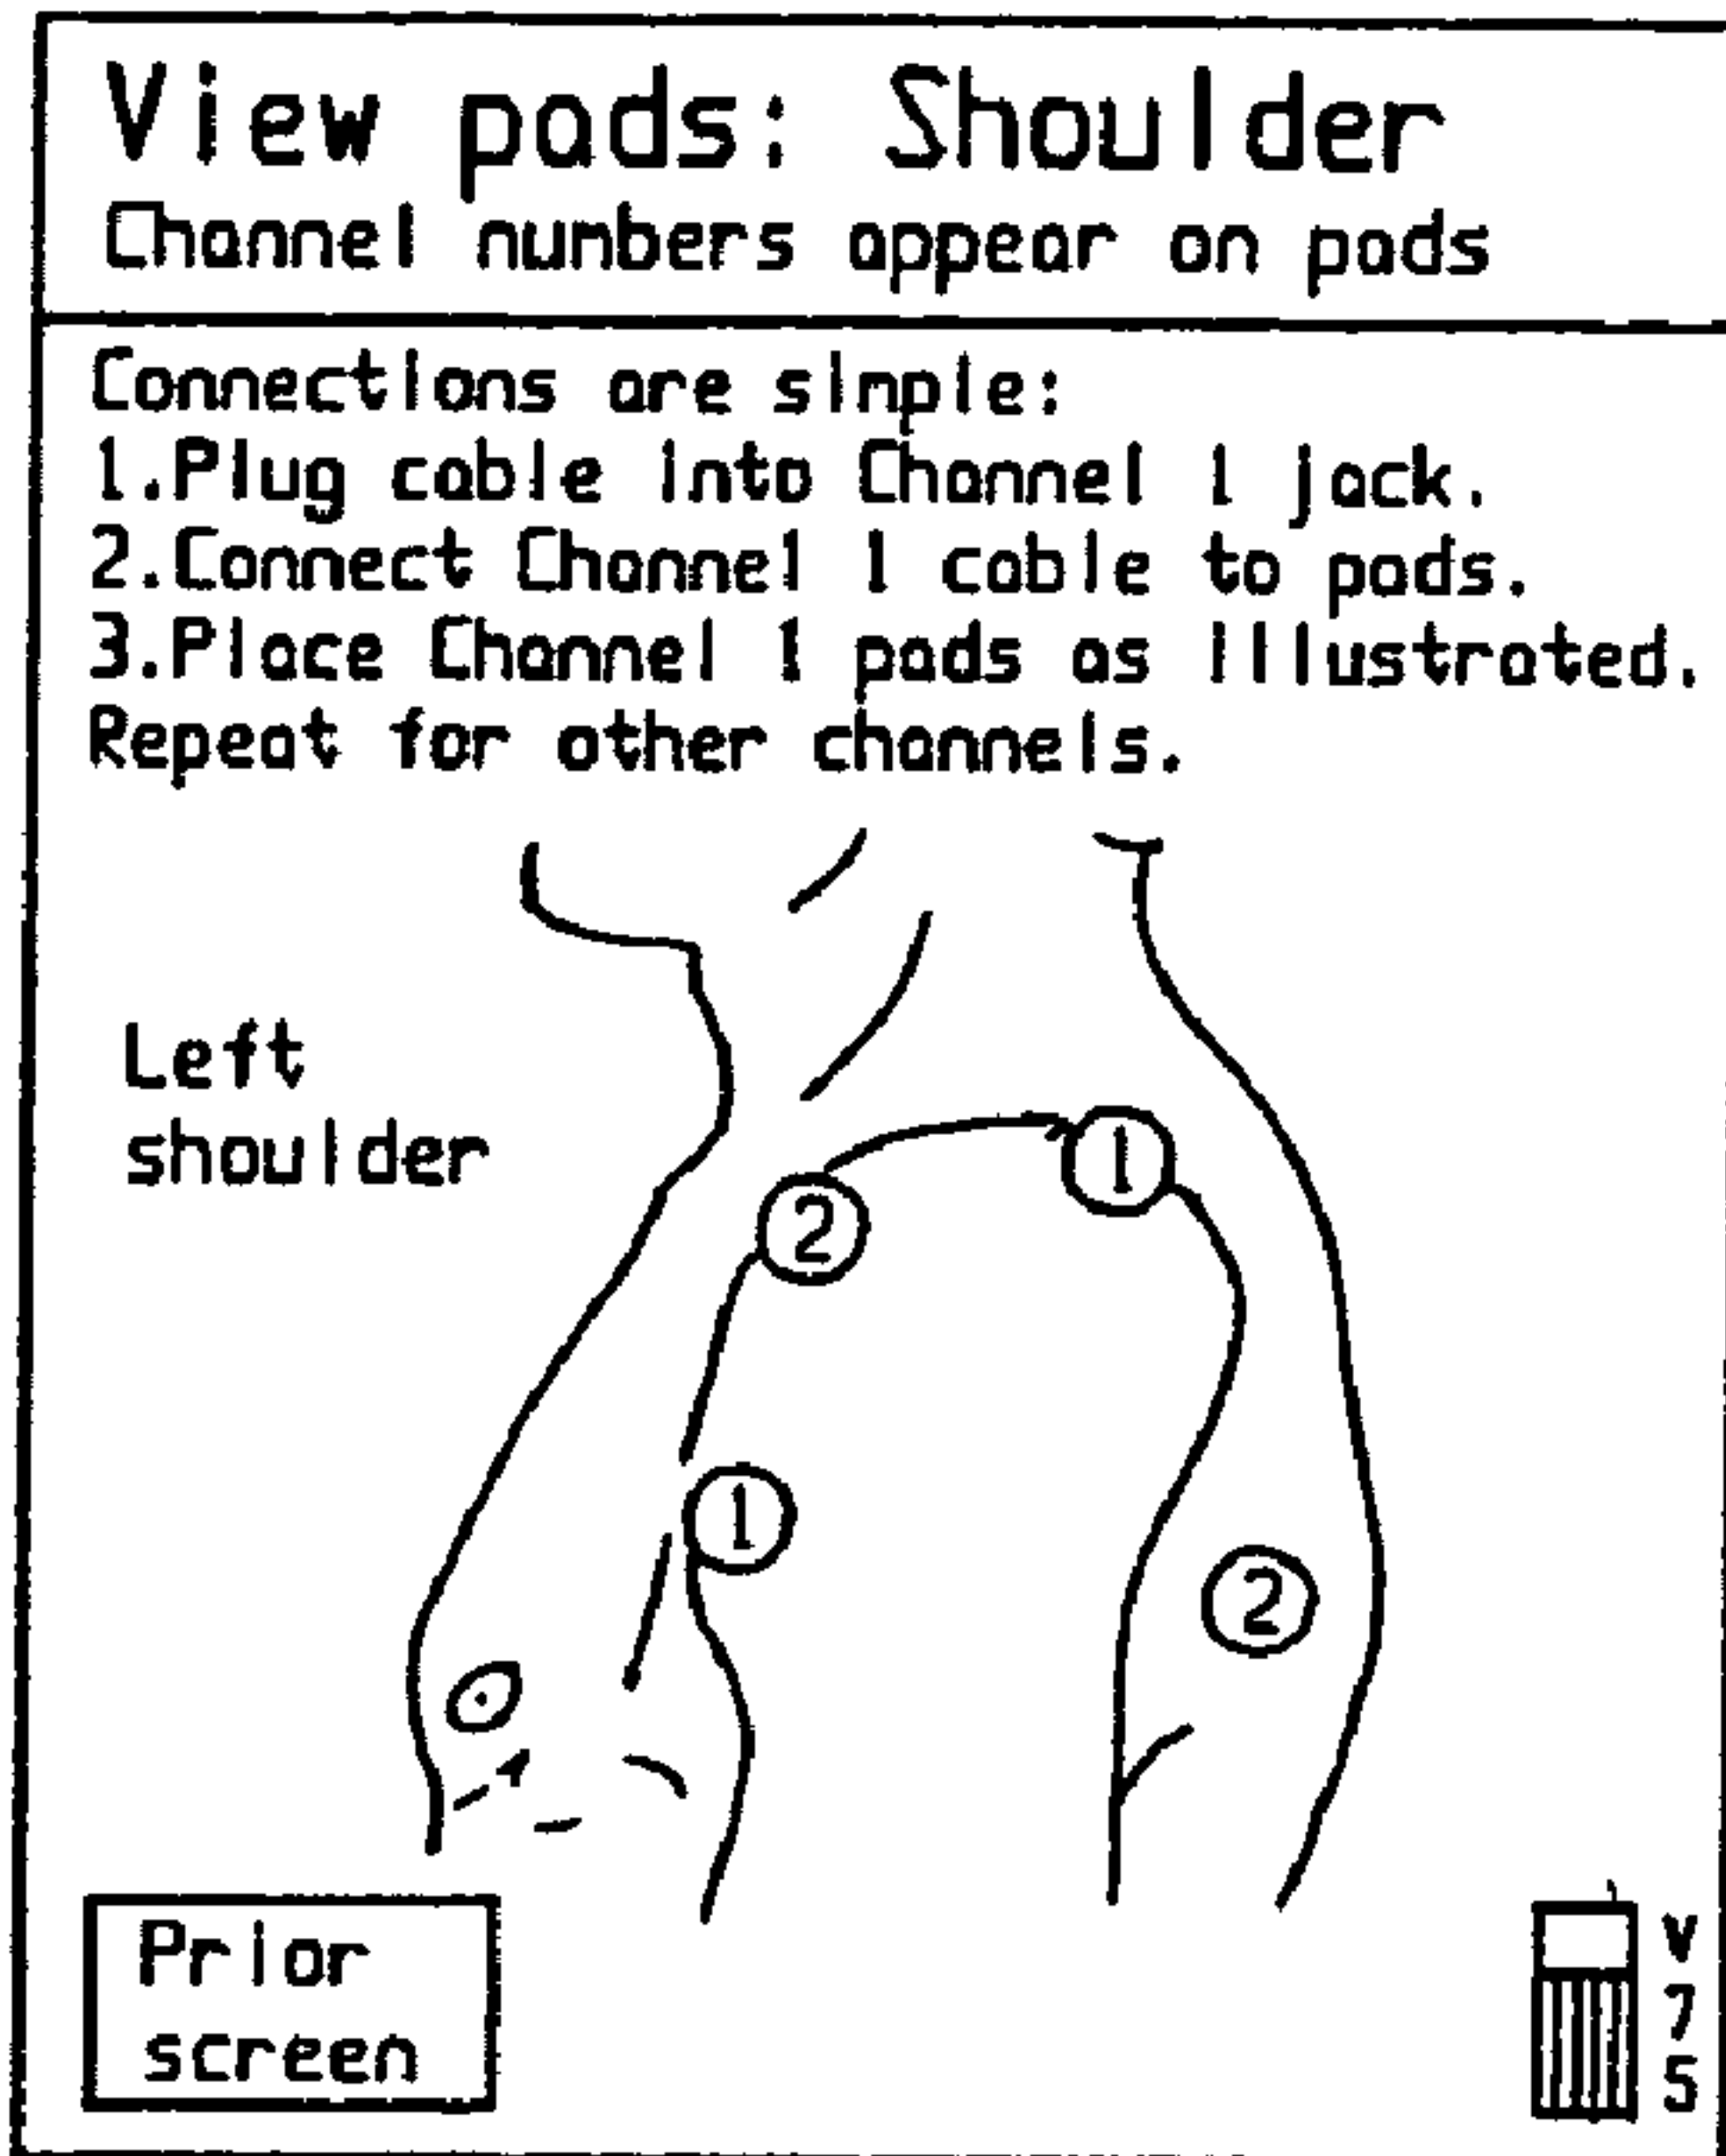 View pads: Shoulder
Channel numbers appear on pads
Connections are simple:
1.Plug cable into Channel 1 jack.
2.Connect Channel 1 cable to pads.
3.Place Channel 1 pads as illustrated.
Repeat for other channels.
Left
shoulder
1
2
1
2
Prior
screen
V
7
5